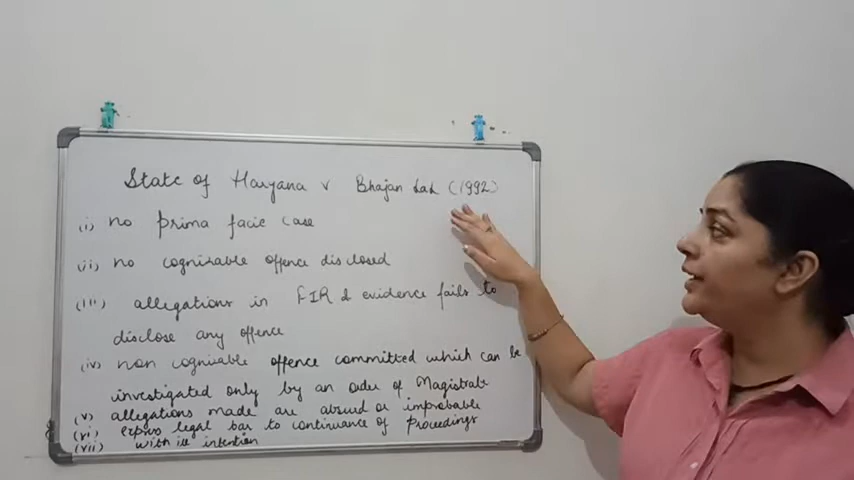 State of Haryana v Bhajan Lal (1992)
(i) no prima facie case
(ii) no cognizable offence disclosed
(iii) allegations in FIR & evidence fails to
disclose any offence
(iv) non cognizable offence committed which can be
investigated only by an order of Magistrate
(v) Allegations made are absurd or improbable
(vi) express legal bar to continuance of Proceedings
(vii) with ill intention